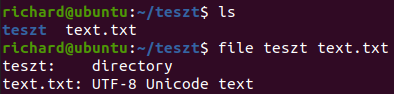 richard@ubuntu:~/teszt$ ls
teszt  text.txt
richard@ubuntu:~/teszt$ file teszt text.txt
teszt:    directory
text.txt: UTF-8 Unicode text